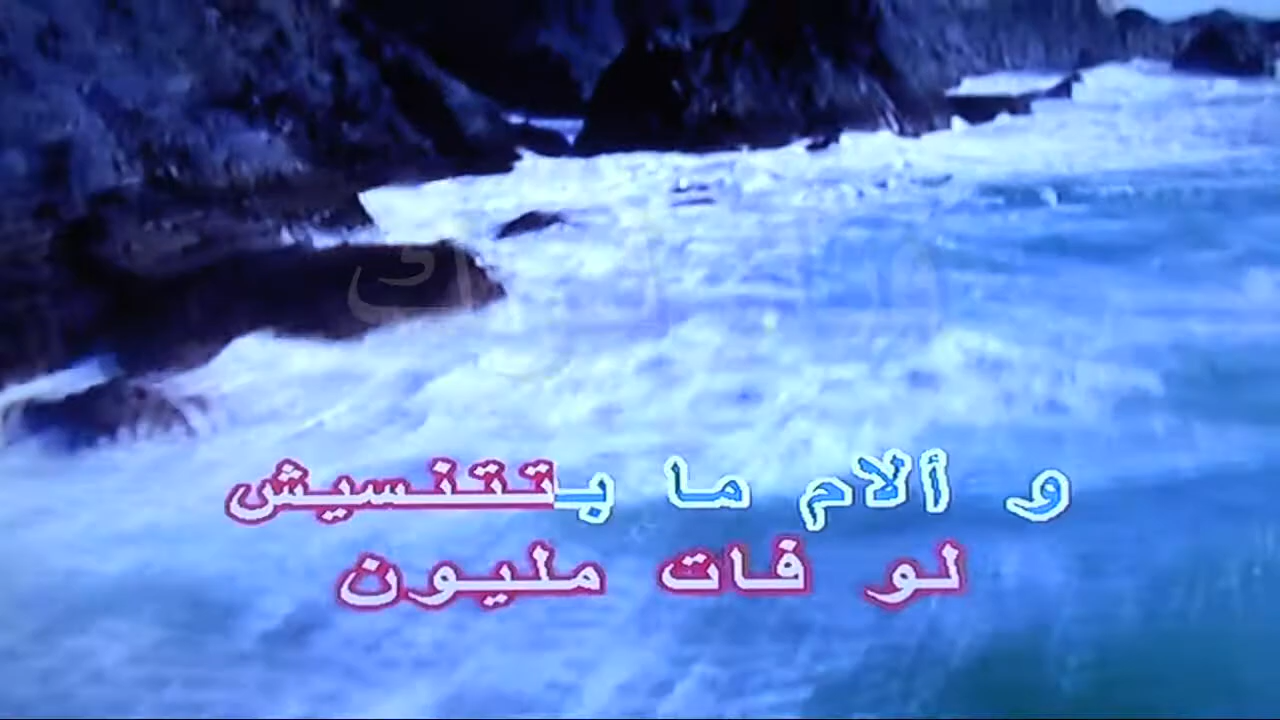 و ألام ما بتتنسيش
لو فات مليون